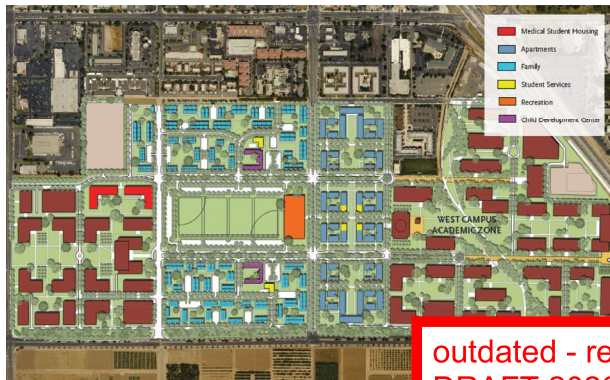 Medical Student Housing
Apartments
Family
Student Services
Recreation
Child Development Center
WEST CAMPUS
ACADEMIC ZONE
outdated - re